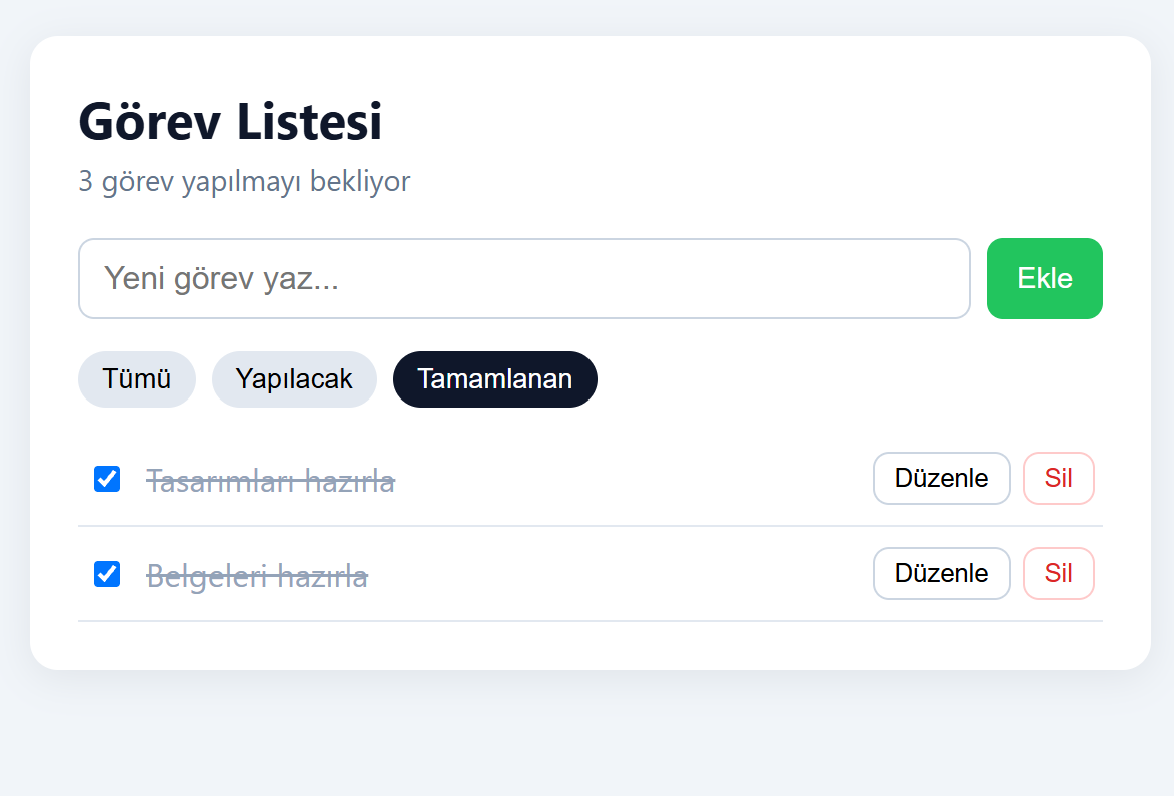 Görev Listesi
3 görev yapılmayı bekliyor
Yeni görev yaz... Ekle
Tümü Yapılacak Tamamlanan
Tasarımları hazırla Düzenle Sil
Belgeleri hazırla Düzenle Sil